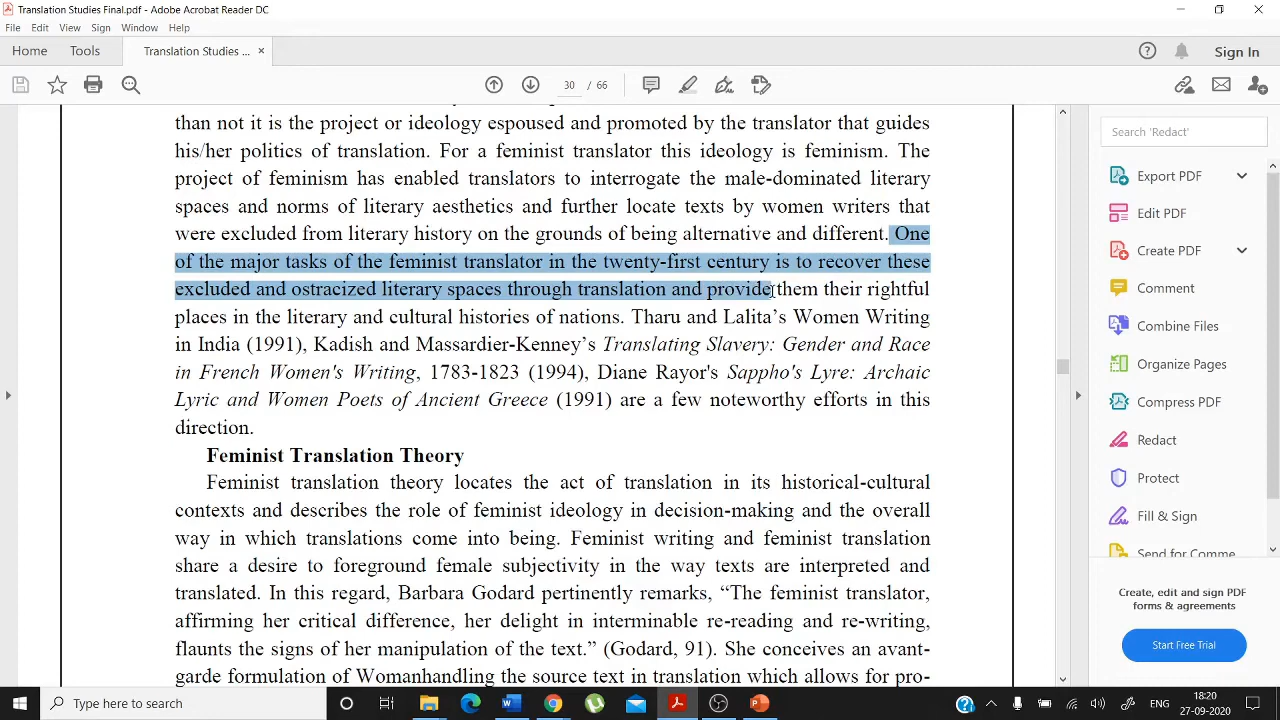 Translation Studies Final.pdf - Adobe Acrobat Reader DC
File Edit View Sign Window Help
Home Tools Translation Studies ... × Sign In
30 / 66
than not it is the project or ideology espoused and promoted by the translator that guides
his/her politics of translation. For a feminist translator this ideology is feminism. The
project of feminism has enabled translators to interrogate the male-dominated literary
spaces and norms of literary aesthetics and further locate texts by women writers that
were excluded from literary history on the grounds of being alternative and different. One
of the major tasks of the feminist translator in the twenty-first century is to recover these
excluded and ostracized literary spaces through translation and provide them their rightful
places in the literary and cultural histories of nations. Tharu and Lalita’s Women Writing
in India (1991), Kadish and Massardier-Kenney’s Translating Slavery: Gender and Race
in French Women's Writing, 1783-1823 (1994), Diane Rayor's Sappho's Lyre: Archaic
Lyric and Women Poets of Ancient Greece (1991) are a few noteworthy efforts in this
direction.
Feminist Translation Theory
Feminist translation theory locates the act of translation in its historical-cultural
contexts and describes the role of feminist ideology in decision-making and the overall
way in which translations come into being. Feminist writing and feminist translation
share a desire to foreground female subjectivity in the way texts are interpreted and
translated. In this regard, Barbara Godard pertinently remarks, “The feminist translator,
affirming her critical difference, her delight in interminable re-reading and re-writing,
flaunts the signs of her manipulation of the text.” (Godard, 91). She conceives an avant-
garde formulation of Womanhandling the source text in translation which allows for pro-
Search 'Redact'
Export PDF
Edit PDF
Create PDF
Comment
Combine Files
Organize Pages
Compress PDF
Redact
Protect
Fill & Sign
Send for Comme
Create, edit and sign PDF
forms & agreements
Start Free Trial
Type here to search
ENG
18:20
27-09-2020